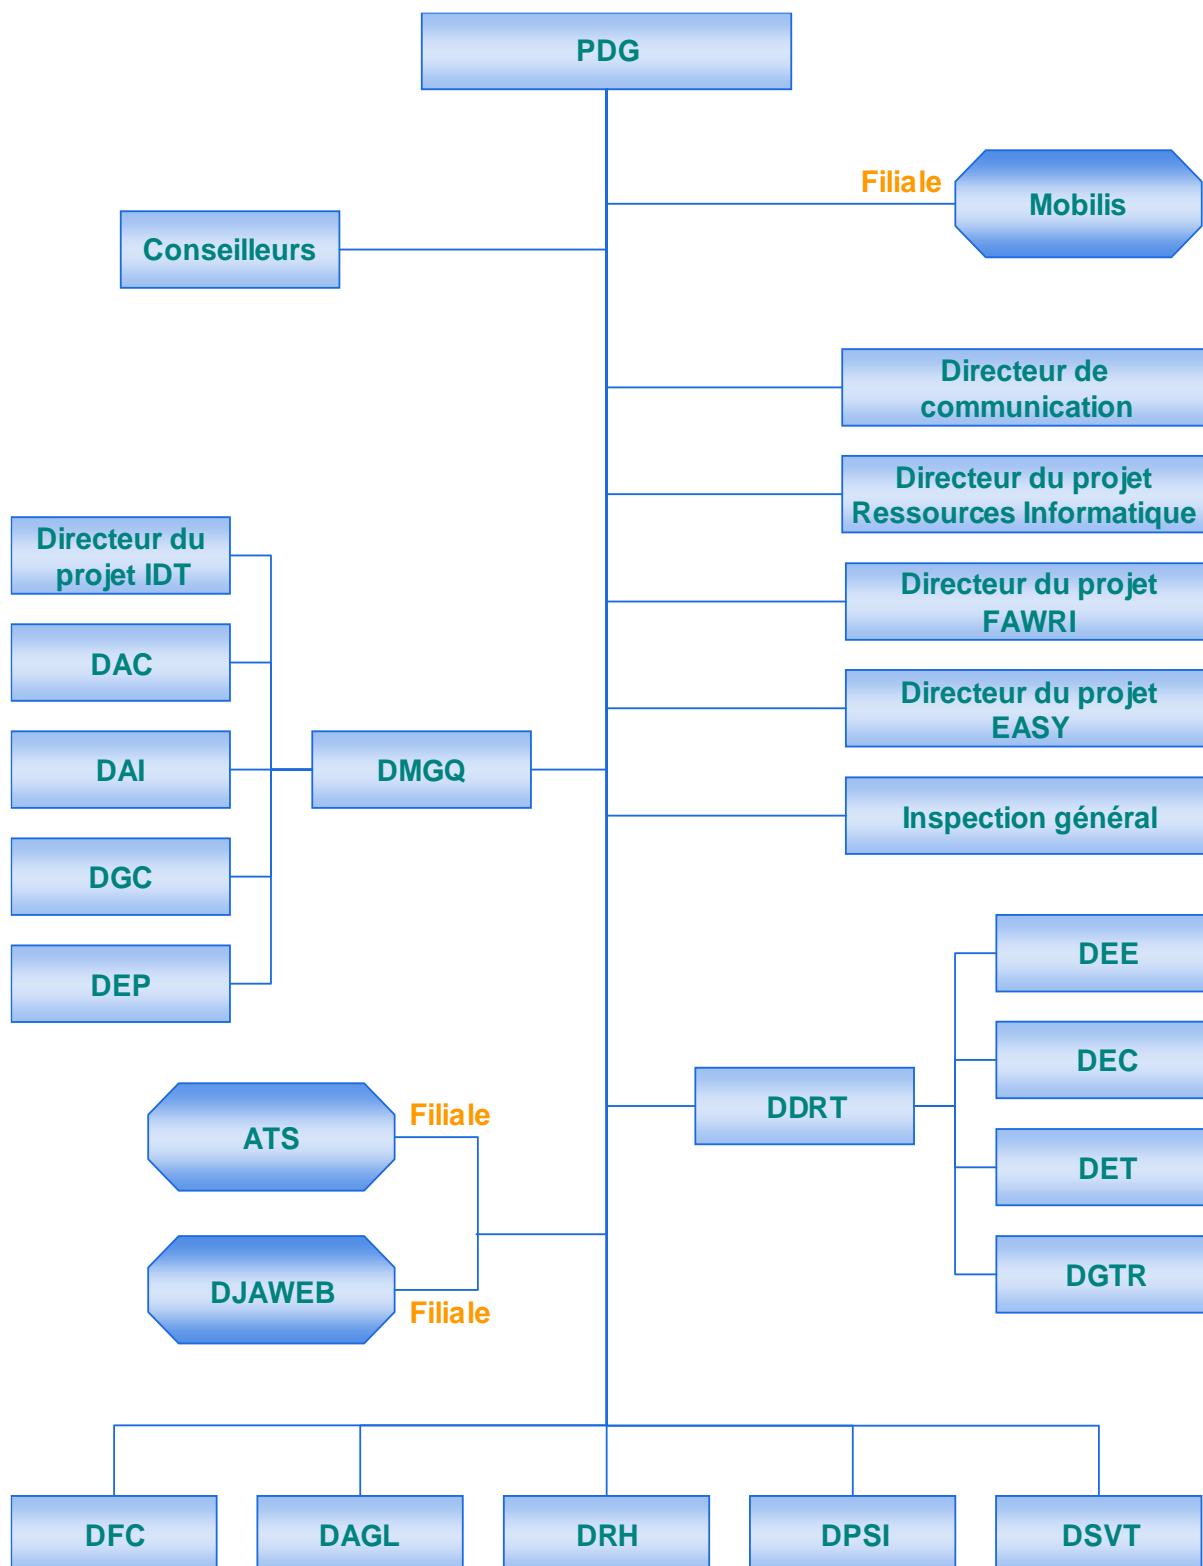 PDG
Filiale
Mobilis
Conseilleurs
Directeur de
communication
Directeur du projet
Ressources Informatique
Directeur du
projet IDT
Directeur du projet
FAWRI
DAC
Directeur du projet
EASY
DAI
DMGQ
Inspection général
DGC
DEE
DEP
DEC
DDRT
ATS
Filiale
DET
DGTR
DJAWEB
Filiale
DFC
DAGL
DRH
DPSI
DSVT